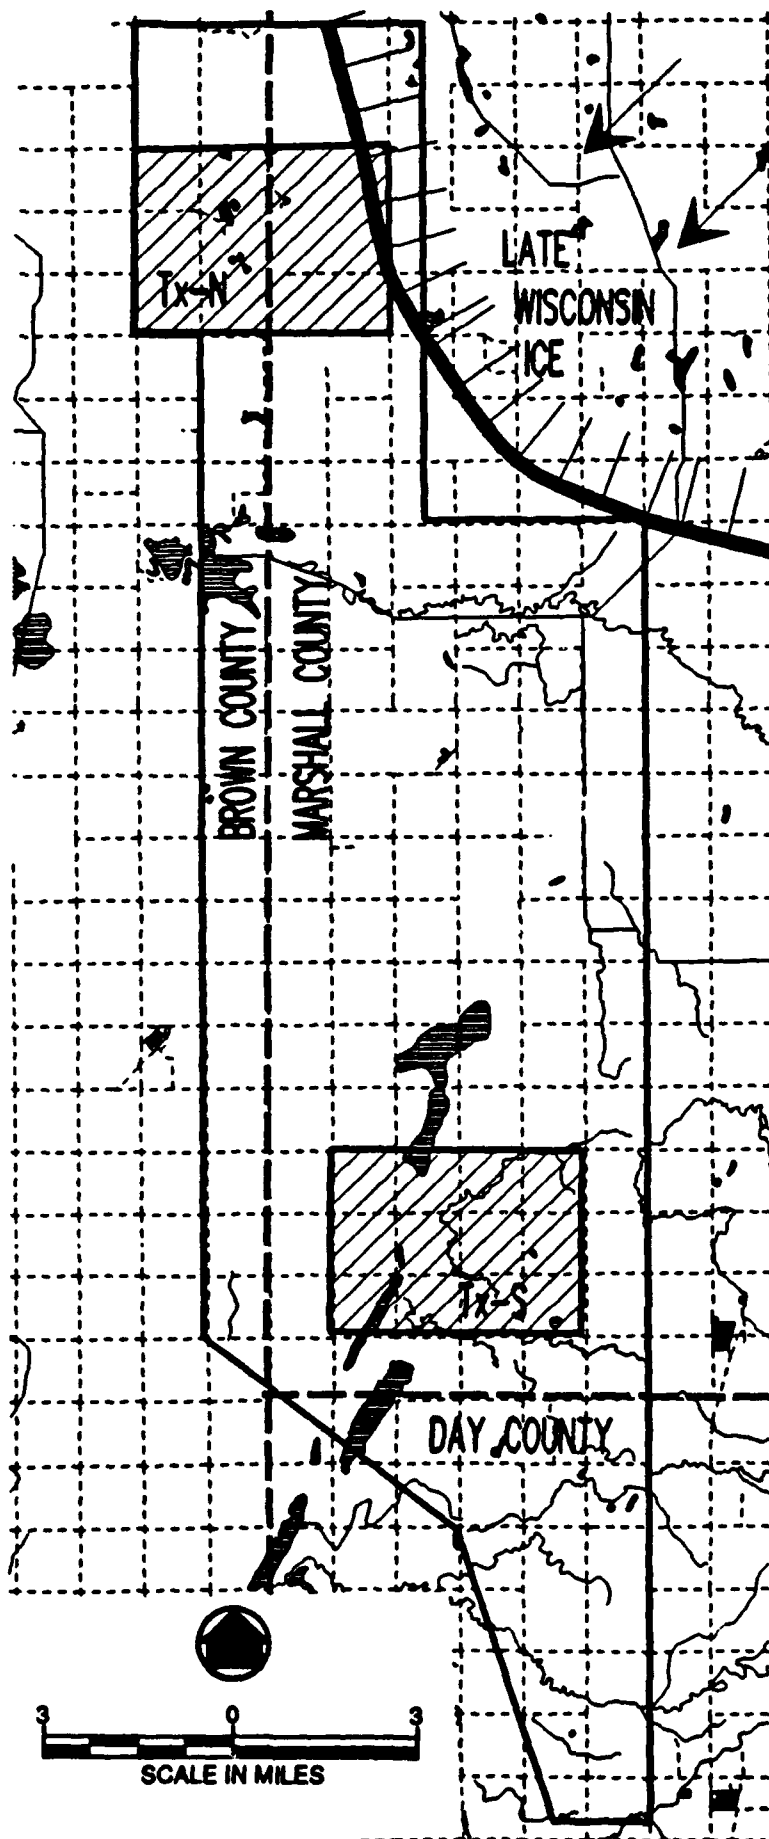 LATE
WISCONSIN
ICE
Tx-N
BROWN COUNTY
MARSHALL COUNTY
Tx-S
DAY COUNTY
3 0 3
SCALE IN MILES